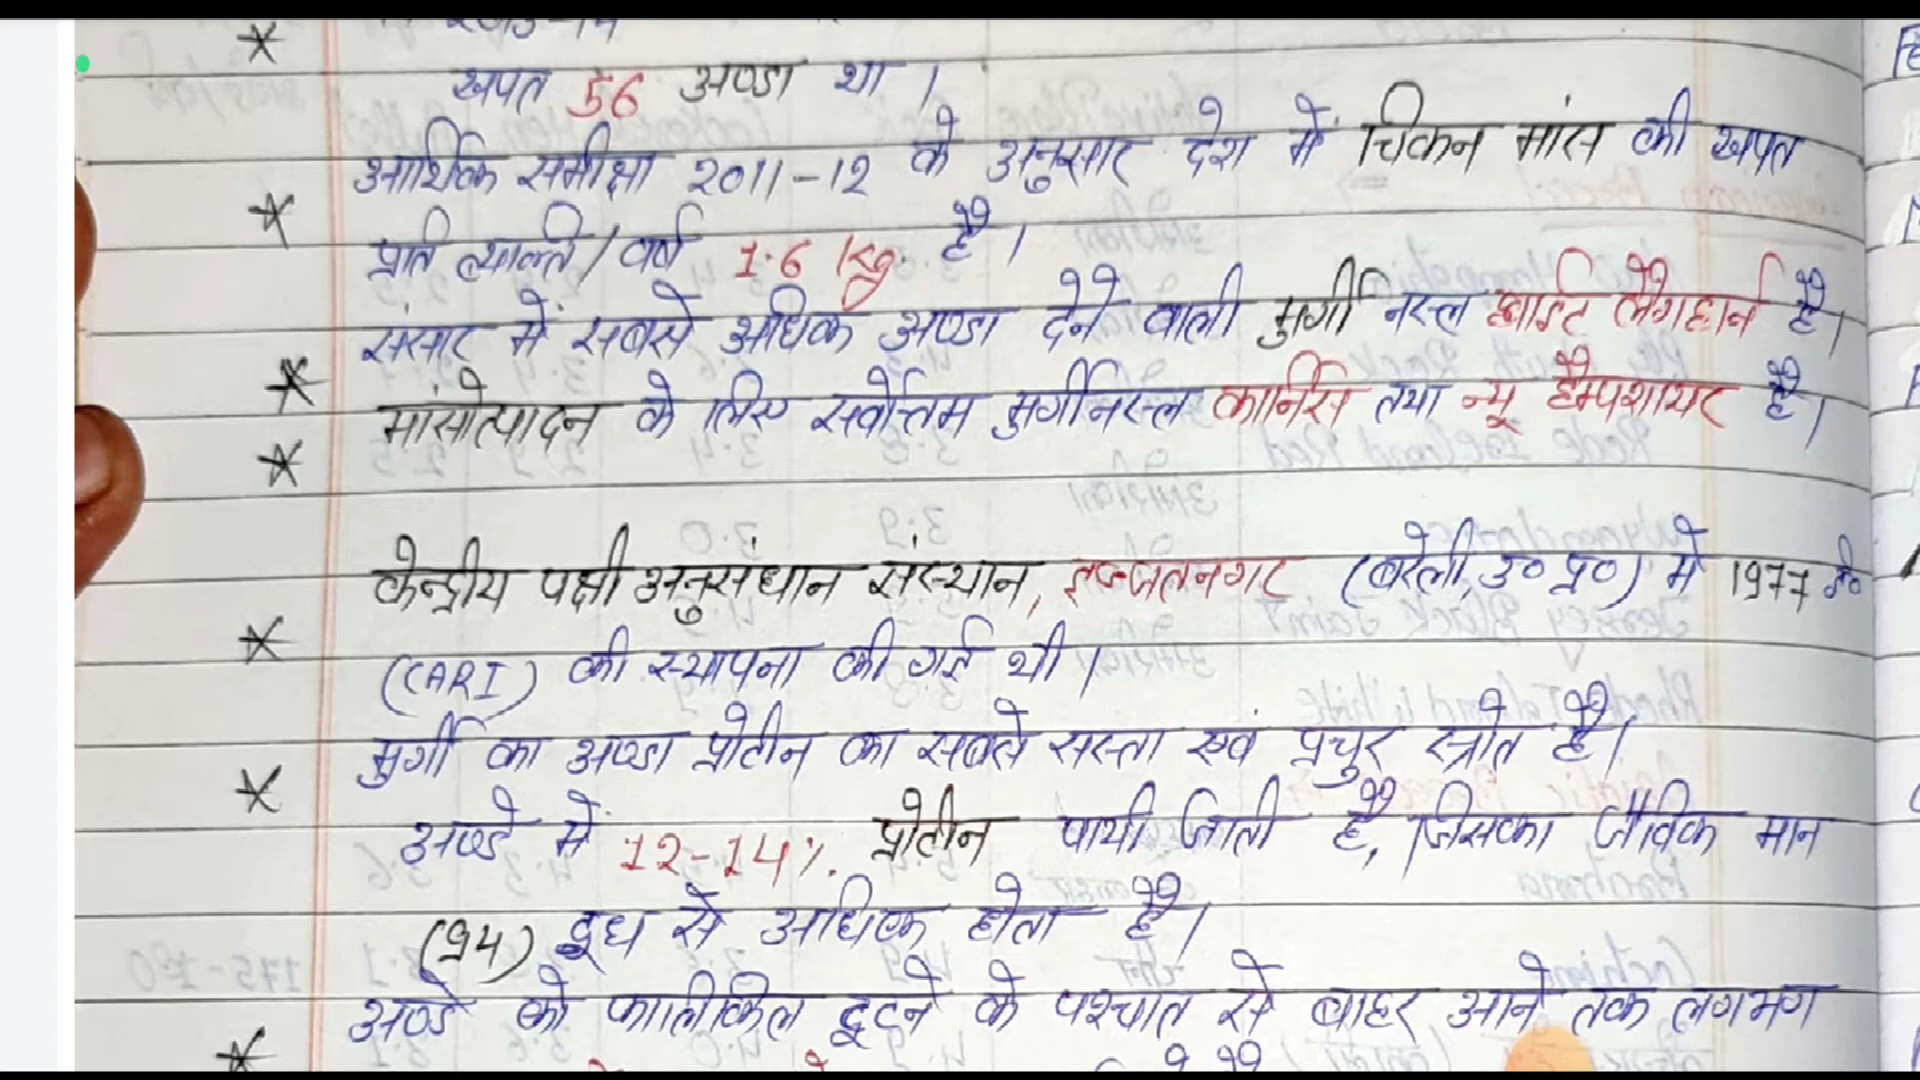 खपत 56 अण्डा था।
* आर्थिक समीक्षा 2011-12 के अनुसार देश में चिकन मांस की खपत
प्रति व्यक्ति/वर्ष 1.6 kg. है।
* संसार में सबसे अधिक अण्डा देने वाली मुर्गी नस्ल ह्वाईट लैगहार्न है।
* मांसोत्पादन के लिए सर्वोत्तम मुर्गीनस्ल कार्निस तथा न्यू हैम्पशायर है।
केन्द्रीय पक्षी अनुसंधान संस्थान, इज्जतनगर (बरेली, उ० प्र०) में 1977 ई०
* (CARI) की स्थापना की गई थी।
मुर्गी का अण्डा प्रोटीन का सबसे सस्ता एवं प्रचुर स्त्रोत है।
* अण्डे में 12-14%. प्रोटीन पायी जाती है, जिसका जैविक मान
(94) दूध से अधिक होता है।
* अण्डे को फालीकिल टूटने के पश्चात से बाहर आने तक लगभग